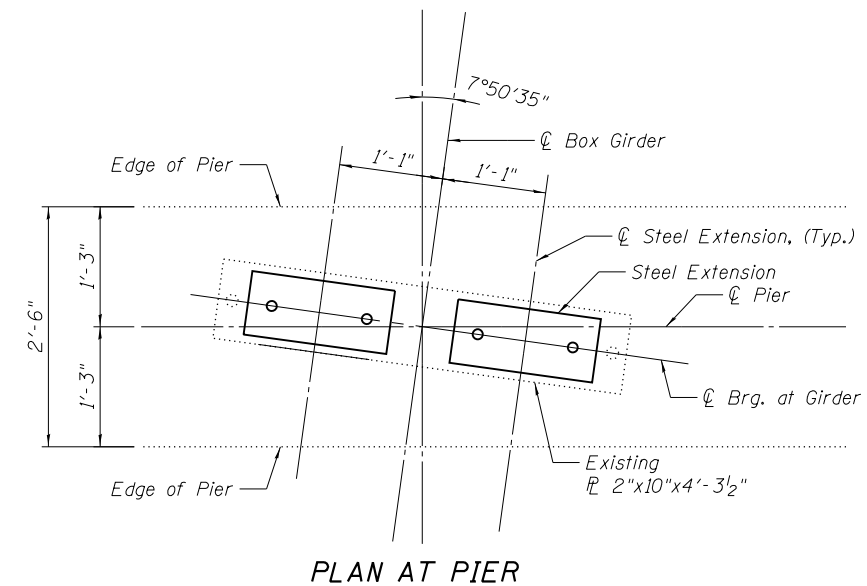 7°50'35"
℄ Box Girder
1'-1"
1'-1"
Edge of Pier
℄ Steel Extension, (Typ.)
Steel Extension
℄ Pier
1'-3"
2'-6"
1'-3"
℄ Brg. at Girder
Existing
℄ 2"x10"x4'-3½"
Edge of Pier
PLAN AT PIER